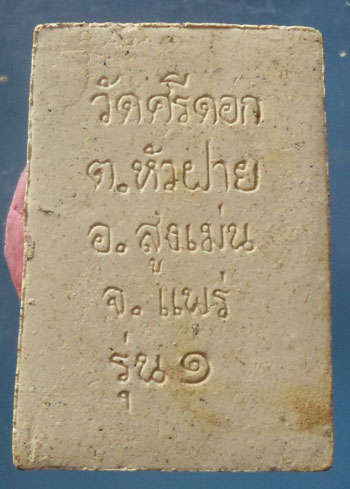 วัดศรีดอก
ต.หัวฝาย
อ.สูงเม่น
จ.แพร่
รุ่น ๑